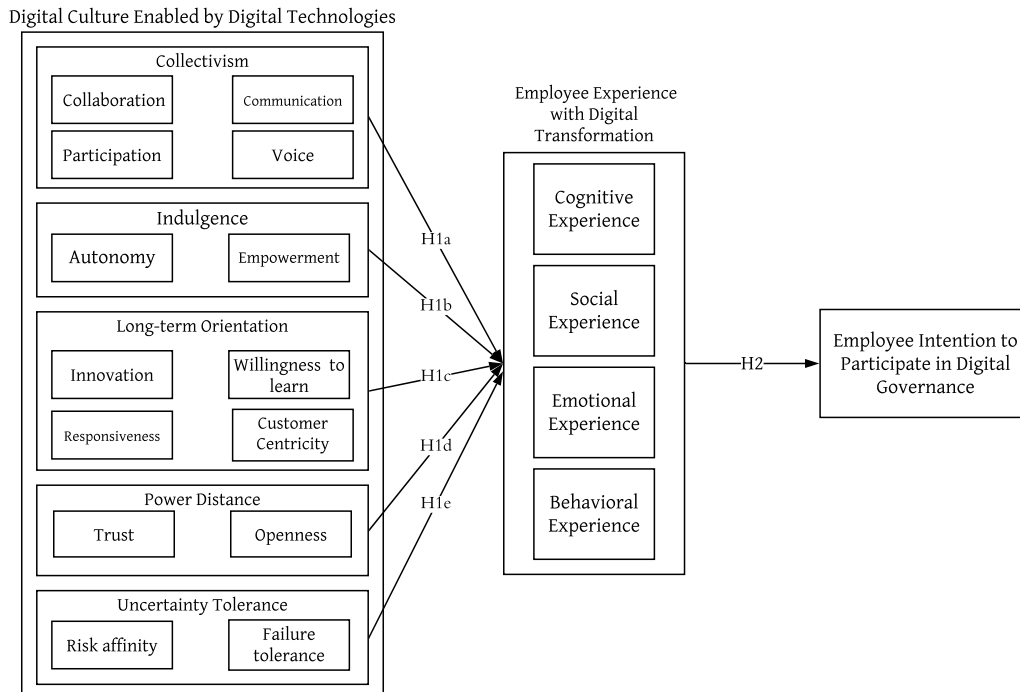 Digital Culture Enabled by Digital Technologies
Collectivism
Collaboration
Communication
Participation
Voice
Indulgence
Autonomy
Empowerment
Long-term Orientation
Innovation
Willingness to
learn
Responsiveness
Customer
Centricity
Power Distance
Trust
Openness
Uncertainty Tolerance
Risk affinity
Failure
tolerance
H1a
H1b
H1c
H1d
H1e
Employee Experience
with Digital
Transformation
Cognitive
Experience
Social
Experience
Emotional
Experience
Behavioral
Experience
H2
Employee Intention to
Participate in Digital
Governance